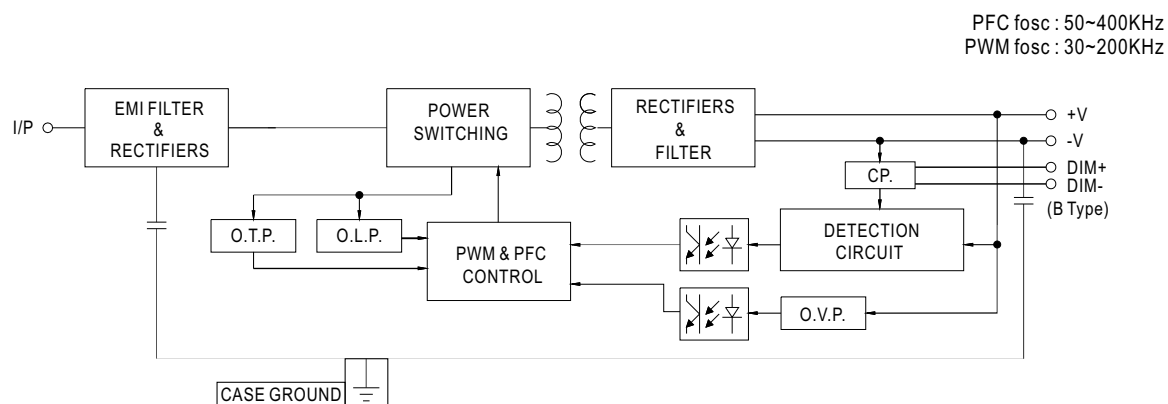 PFC fosc : 50~400KHz
PWM fosc : 30~200KHz
I/P
EMI FILTER
&
RECTIFIERS
POWER
SWITCHING
RECTIFIERS
&
FILTER
+V
-V
DIM+
DIM-
(B Type)
CP.
O.T.P.
O.L.P.
PWM & PFC
CONTROL
DETECTION
CIRCUIT
O.V.P.
CASE GROUND